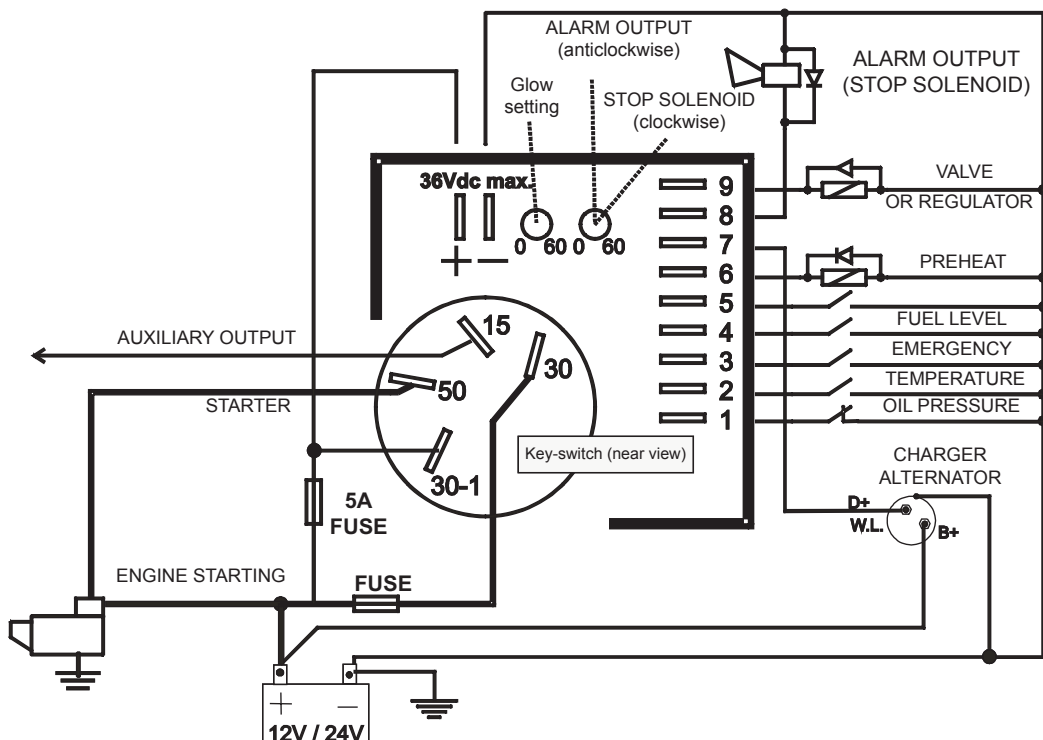 ALARM OUTPUT
(anticlockwise)
ALARM OUTPUT
(STOP SOLENOID)
Glow
setting
STOP SOLENOID
(clockwise)
36Vdc max.
+ −
0 60 0 60
9
8
7
6
5
4
3
2
1
VALVE
OR REGULATOR
PREHEAT
FUEL LEVEL
EMERGENCY
TEMPERATURE
OIL PRESSURE
AUXILIARY OUTPUT
15
30
50
STARTER
30-1
Key-switch (near view)
5A
FUSE
CHARGER
ALTERNATOR
D+
W.L.
B+
ENGINE STARTING
FUSE
+ −
12V / 24V